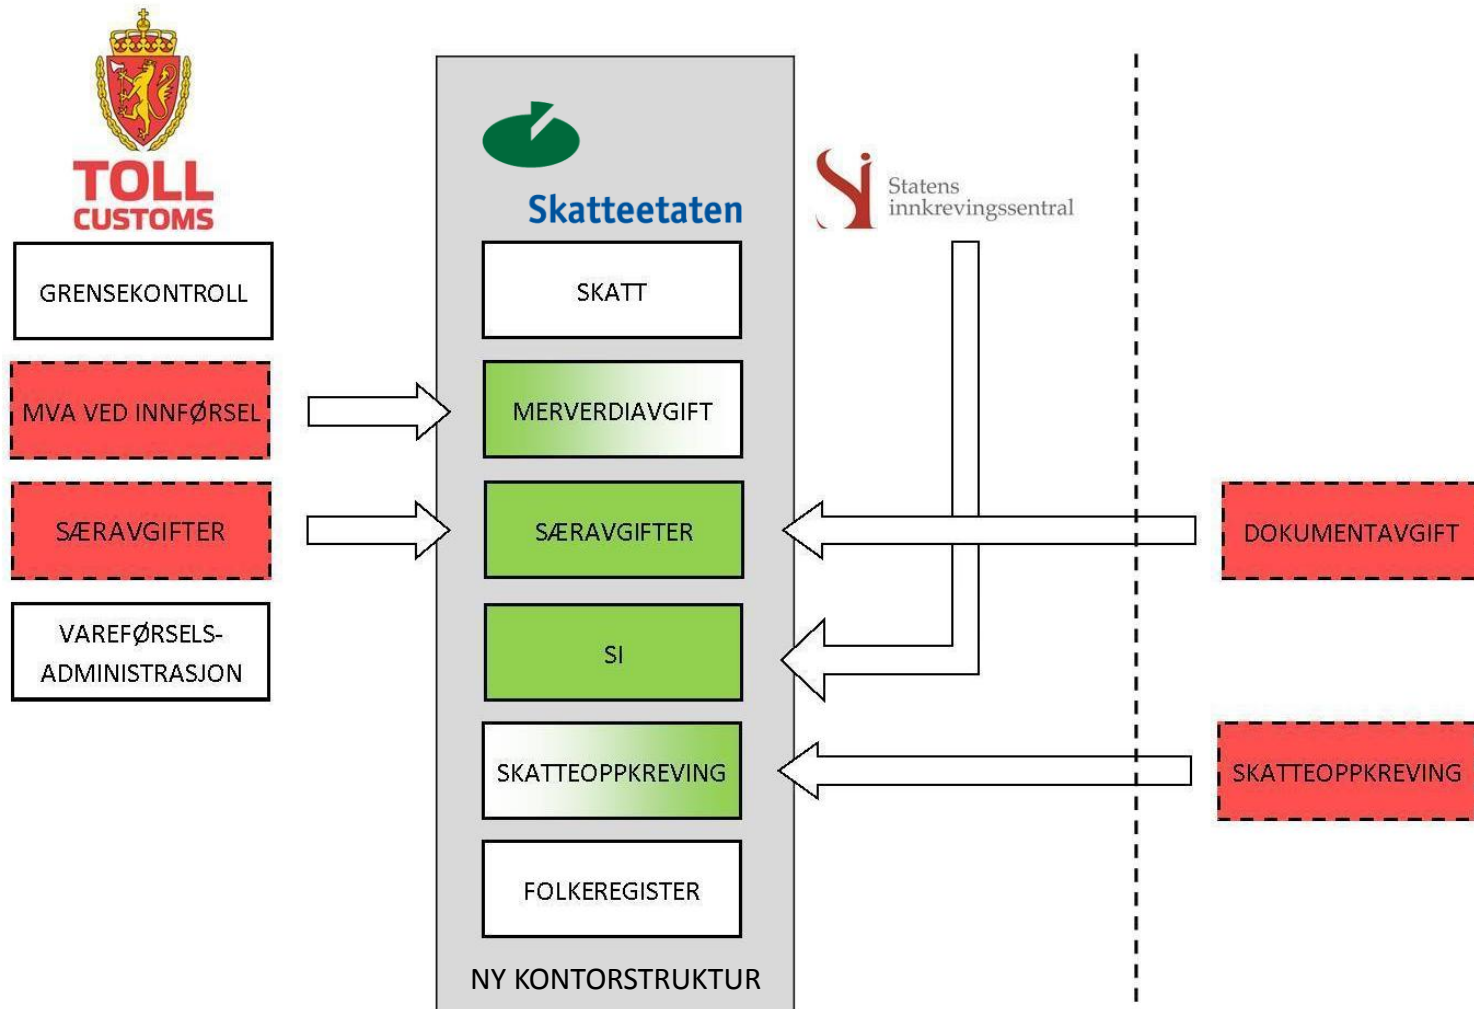 TOLL
CUSTOMS
GRENSEKONTROLL
MVA VED INNFØRSEL
SÆRAVGIFTER
VAREFØRSELS-
ADMINISTRASJON
Skatteetaten
SKATT
MERVERDIAVGIFT
SÆRAVGIFTER
SI
SKATTEOPPKREVING
FOLKEREGISTER
NY KONTORSTRUKTUR
Si
Statens
innkrevingssentral
DOKUMENTAVGIFT
SKATTEOPPKREVING